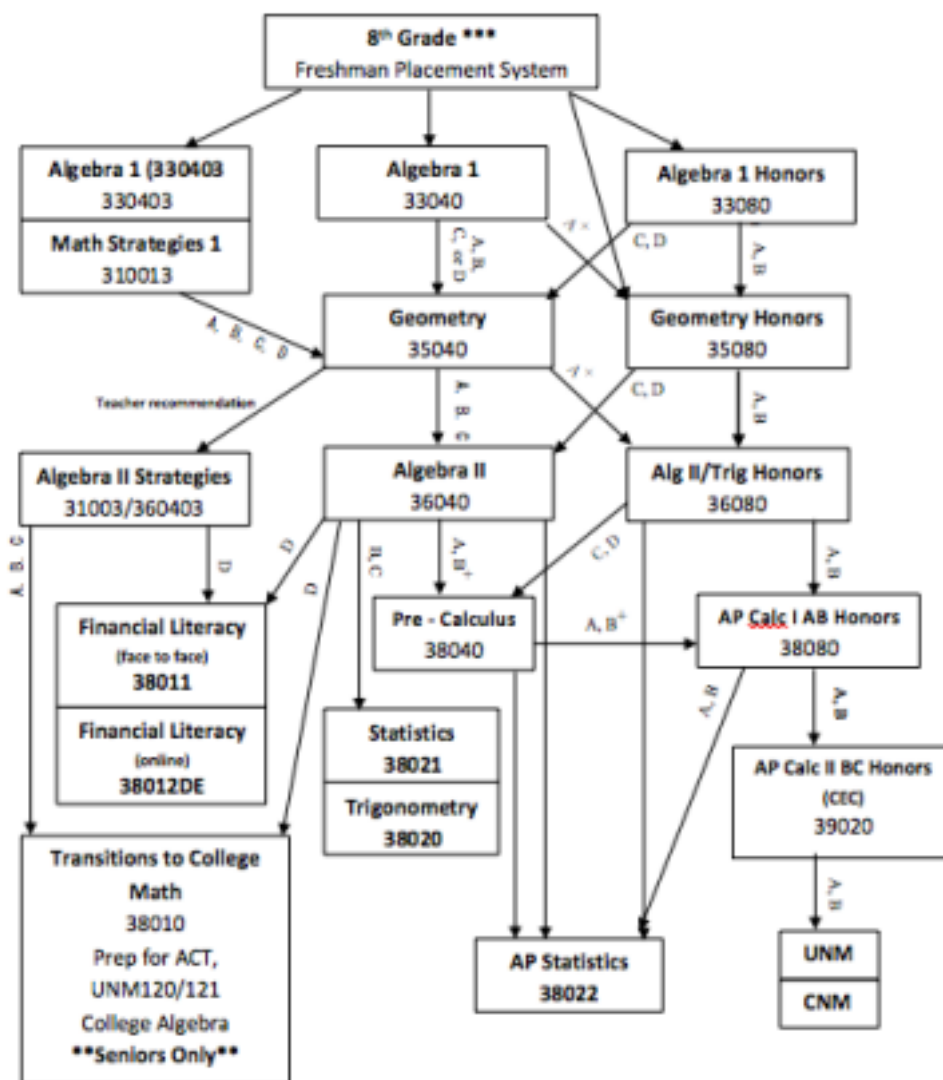 8th Grade ***
Freshman Placement System
Algebra 1 (330403
330403
Math Strategies 1
310013
Algebra 1
33040
Algebra 1 Honors
33080
A, B,
C, or D
C, D
A, B
A, B, C, D
Geometry
35040
Geometry Honors
35080
Teacher recommendation
A, B, C
C, D
A, B
Algebra II Strategies
31003/360403
Algebra II
36040
Alg II/Trig Honors
36080
A, B, C
D
D
D
B, C
A, B+
C, D
A, B
Financial Literacy
(face to face)
38011
Financial Literacy
(online)
38012DE
Pre - Calculus
38040
A, B+
AP Calc I AB Honors
38080
Statistics
38021
Trigonometry
38020
A, B
A, B
AP Calc II BC Honors
(CEC)
39020
Transitions to College
Math
38010
Prep for ACT,
UNM120/121
College Algebra
**Seniors Only**
A, B
AP Statistics
38022
UNM
CNM